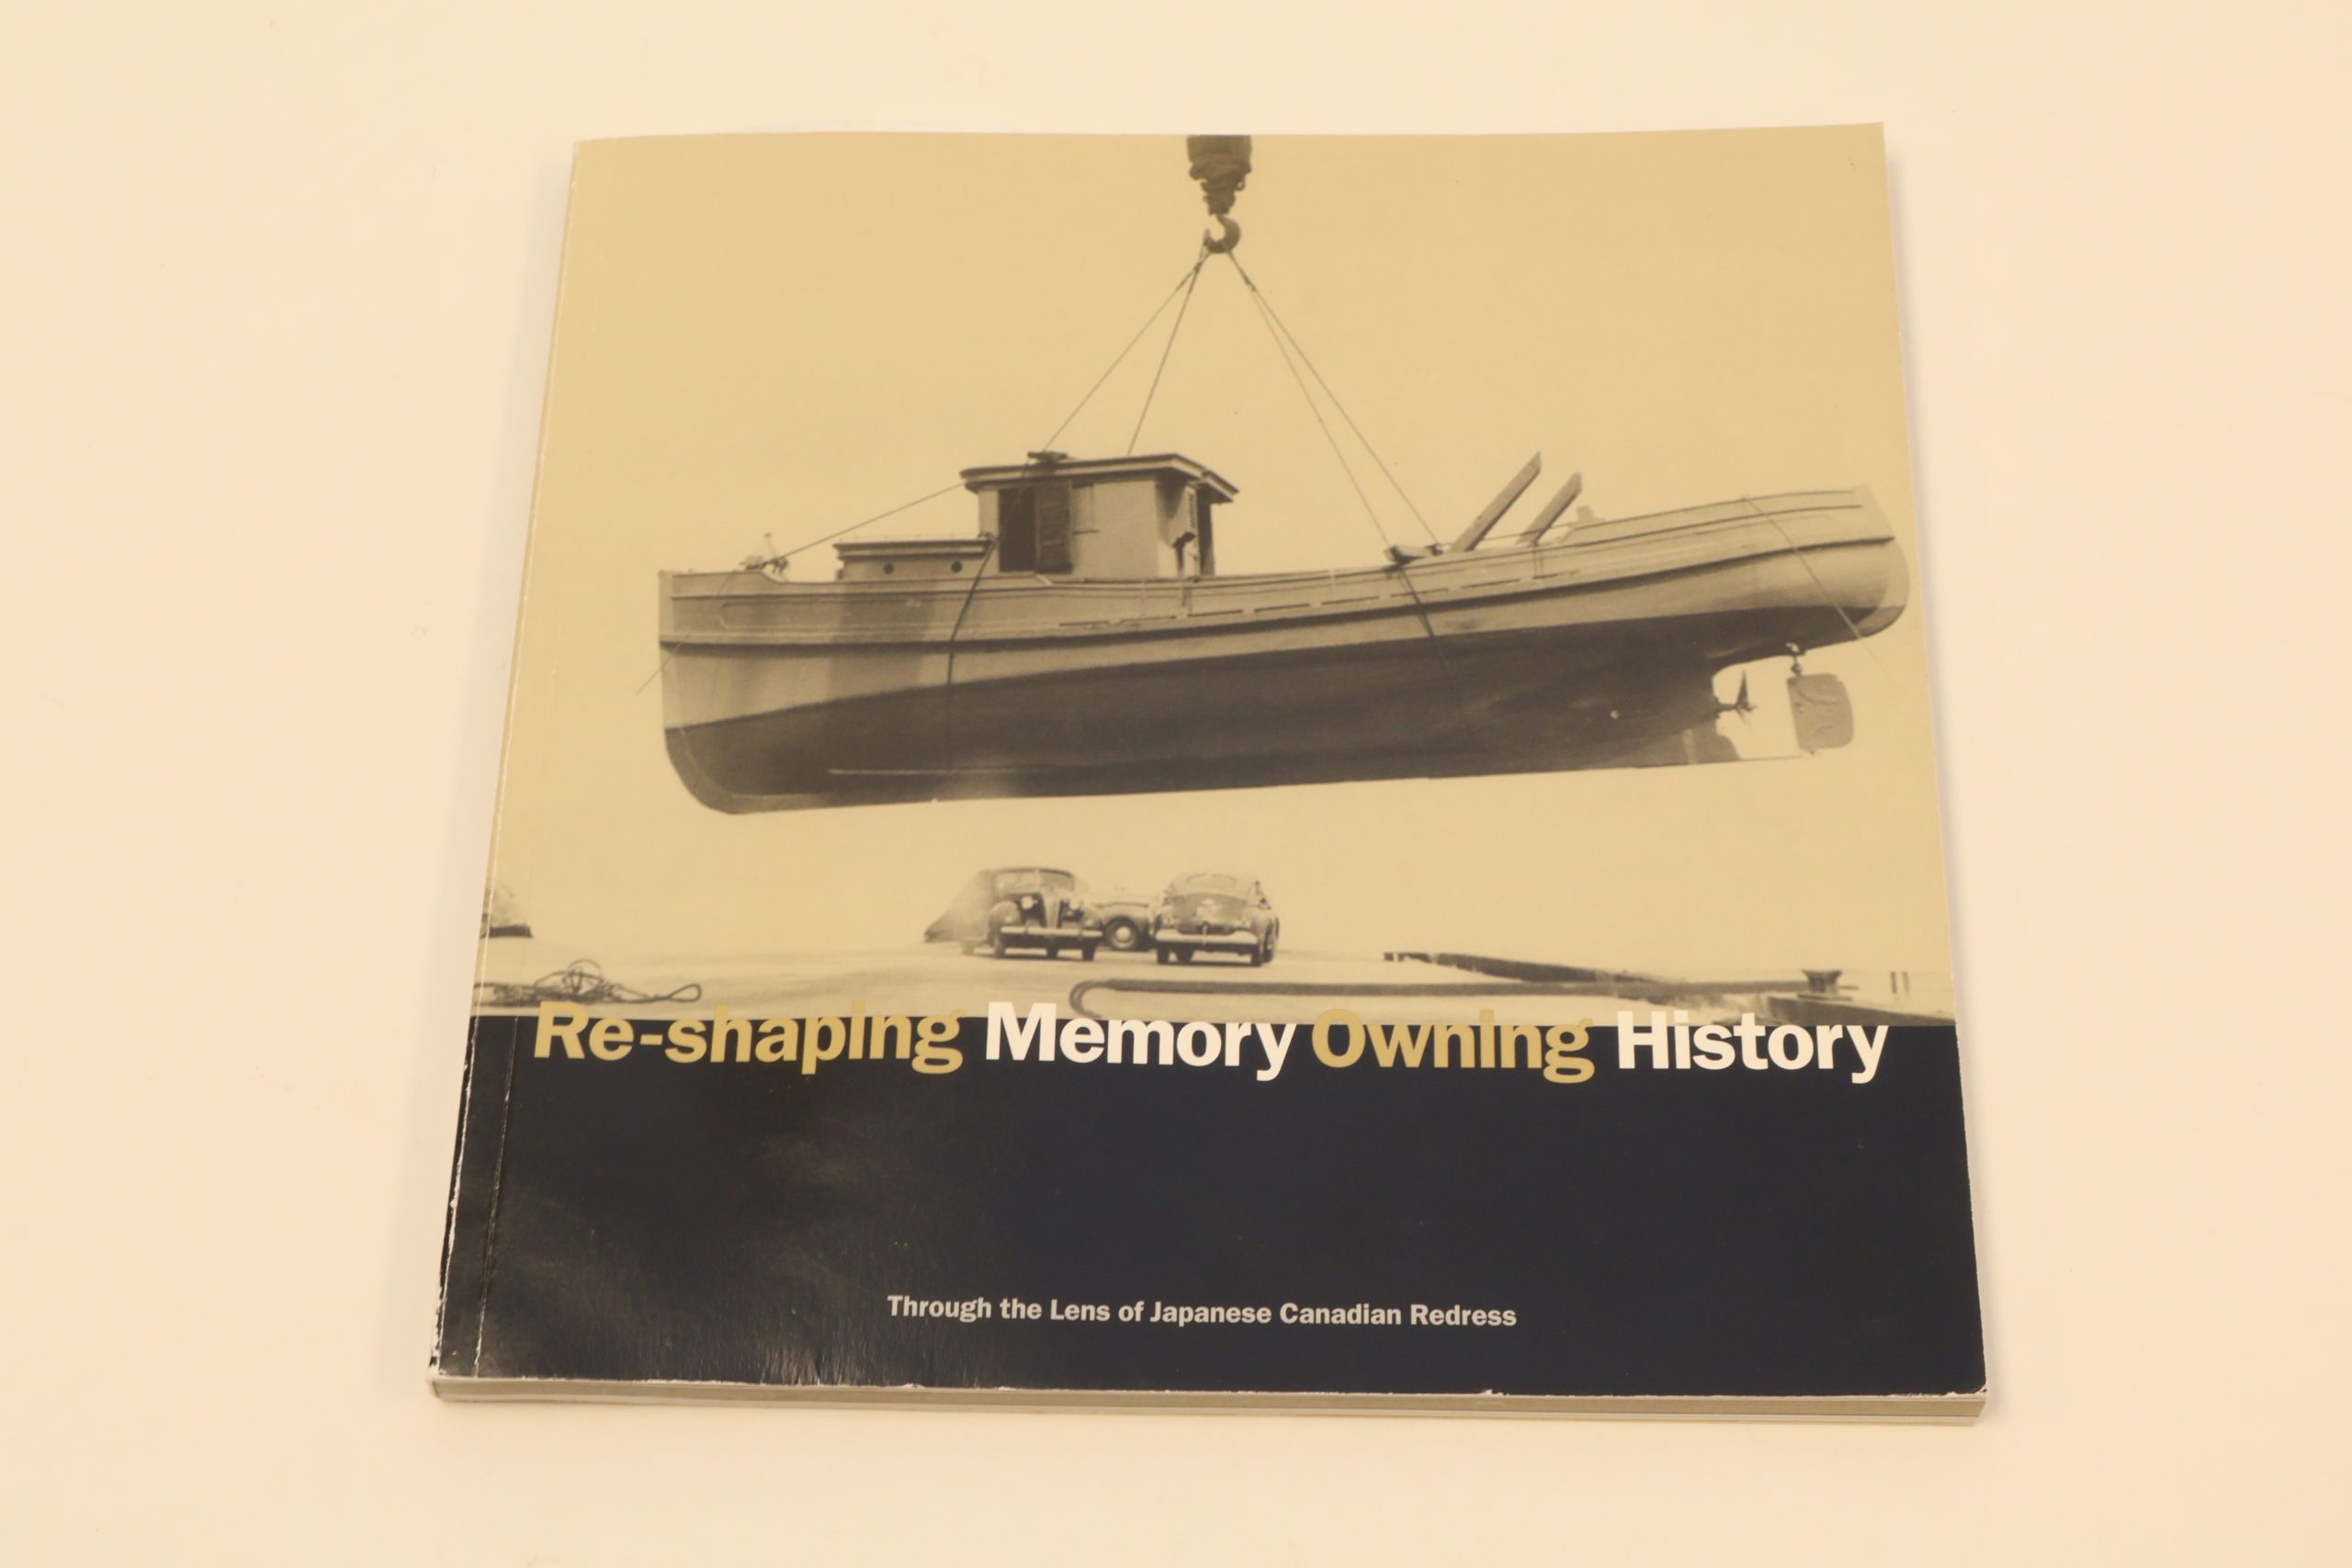 Re-shaping Memory Owning History
Through the Lens of Japanese Canadian Redress